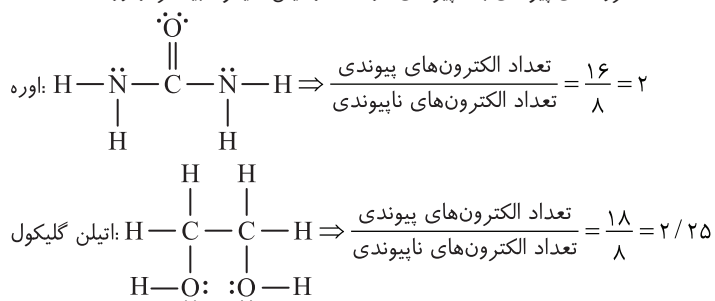 اوره: H—N—C—N—H ⇒ تعداد الکترون‌های پیوندی / تعداد الکترون‌های ناپیوندی = ۱۶/۸ = ۲
O
H H
H H
اتیلن گلیکول: H—C—C—H ⇒ تعداد الکترون‌های پیوندی / تعداد الکترون‌های ناپیوندی = ۱۸/۸ = ۲/۲۵
H—O: :O—H